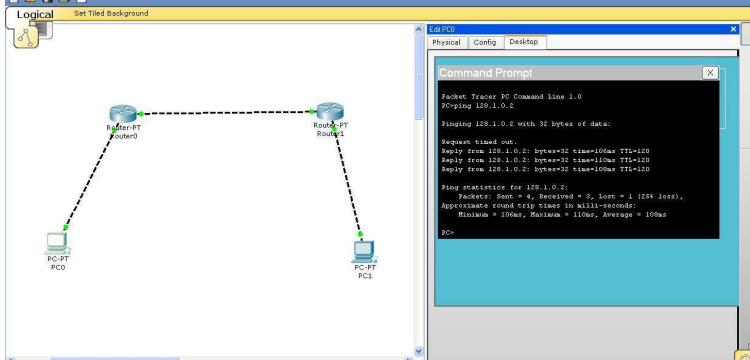 Logical Set Tiled Background
Router-PT
Router0
Router-PT
Router1
PC-PT
PC0
PC-PT
PC1
Edit PC0
Physical Config Desktop
Command Prompt X
Packet Tracer PC Command Line 1.0
PC>ping 128.1.0.2
Pinging 128.1.0.2 with 32 bytes of data:
Request timed out.
Reply from 128.1.0.2: bytes=32 time=106ms TTL=120
Reply from 128.1.0.2: bytes=32 time=110ms TTL=120
Reply from 128.1.0.2: bytes=32 time=108ms TTL=120
Ping statistics for 128.1.0.2:
Packets: Sent = 4, Received = 3, Lost = 1 (25% loss),
Approximate round trip times in milli-seconds:
Minimum = 106ms, Maximum = 110ms, Average = 108ms
PC>